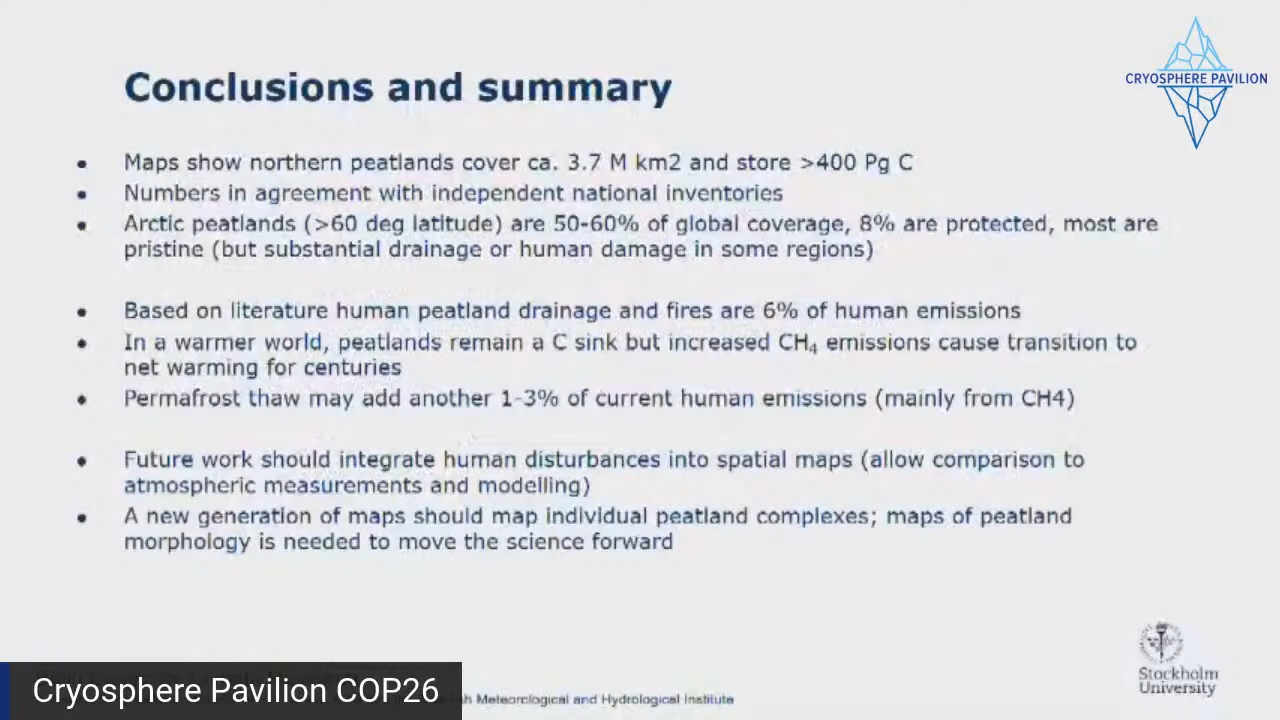 Conclusions and summary
CRYOSPHERE PAVILION
• Maps show northern peatlands cover ca. 3.7 M km2 and store >400 Pg C
• Numbers in agreement with independent national inventories
• Arctic peatlands (>60 deg latitude) are 50-60% of global coverage, 8% are protected, most are
pristine (but substantial drainage or human damage in some regions)
• Based on literature human peatland drainage and fires are 6% of human emissions
• In a warmer world, peatlands remain a C sink but increased CH₄ emissions cause transition to
net warming for centuries
• Permafrost thaw may add another 1-3% of current human emissions (mainly from CH4)
• Future work should integrate human disturbances into spatial maps (allow comparison to
atmospheric measurements and modelling)
• A new generation of maps should map individual peatland complexes; maps of peatland
morphology is needed to move the science forward
Stockholm
University
Cryosphere Pavilion COP26
Meteorological and Hydrological Institute